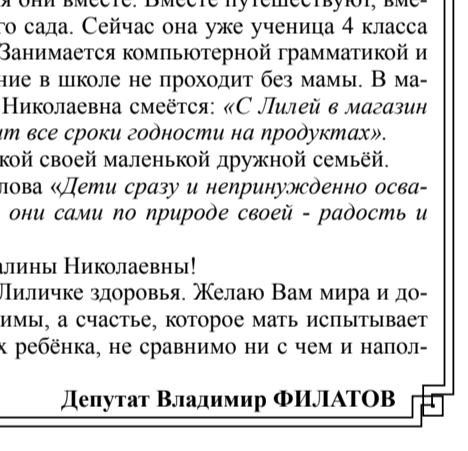 они вместе. Вместе путешествуют, вме-
сада. Сейчас она уже ученица 4 класса
Занимается компьютерной грамматикой и
ние в школе не проходит без мамы. В ма-
Николаевна смеётся: «С Лилей в магазин
т все сроки годности на продуктах».
кой своей маленькой дружной семьёй.
лова «Дети сразу и непринужденно осва-
они сами по природе своей - радость и
алины Николаевны!
Лиличке здоровья. Желаю Вам мира и до-
имы, а счастье, которое мать испытывает
х ребёнка, не сравнимо ни с чем и напол-
Депутат Владимир ФИЛАТОВ